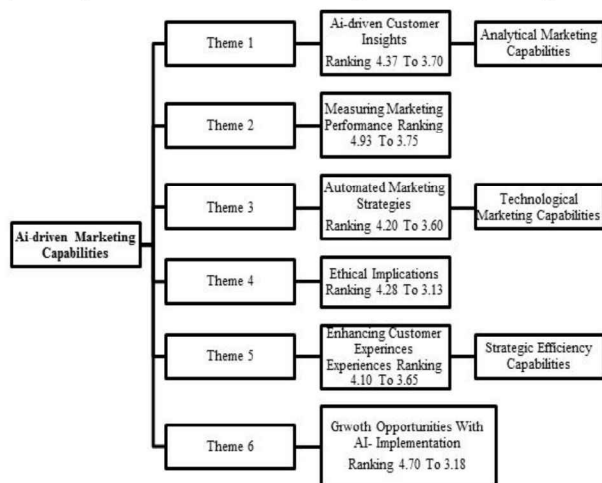 Ai-driven Marketing
Capabilities
Theme 1
Ai-driven Customer
Insights
Ranking 4.37 To 3.70
Analytical Marketing
Capabilities
Theme 2
Measuring Marketing
Performance Ranking
4.93 To 3.75
Theme 3
Automated Marketing
Strategies
Ranking 4.20 To 3.60
Technological
Marketing Capabilities
Theme 4
Ethical Implications
Ranking 4.28 To 3.13
Theme 5
Enhancing Customer
Experinces
Experiences Ranking
4.10 To 3.65
Strategic Efficiency
Capabilities
Theme 6
Grwoth Opportunities With
AI- Implementation
Ranking 4.70 To 3.18